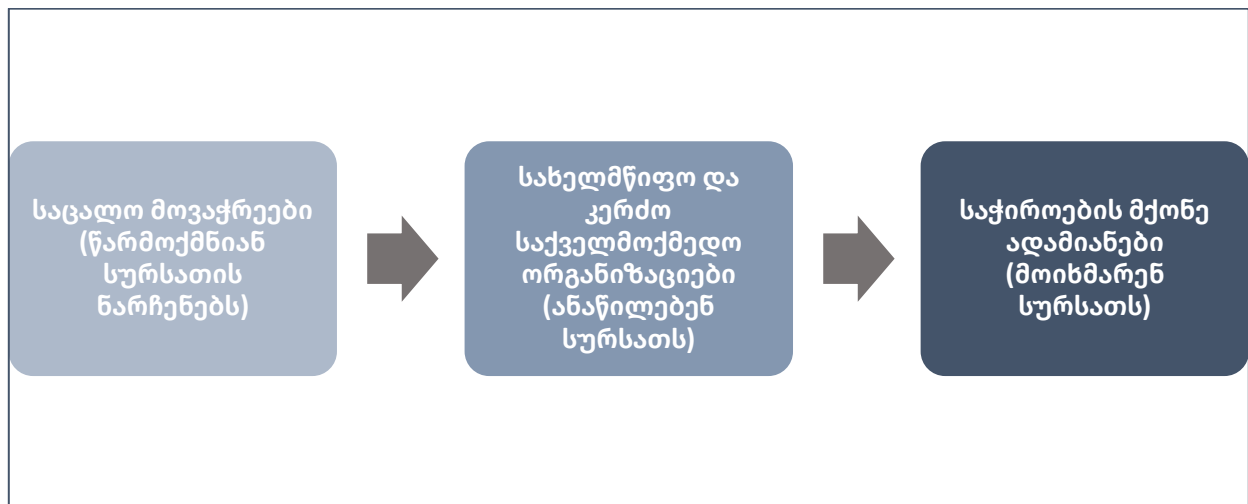 საცალო მოვაჭრეები
(წარმოქმნიან
სურსათის
ნარჩენებს)
სახელმწიფო და
კერძო
საქველმოქმედო
ორგანიზაციები
(ანაწილებენ
სურსათს)
საჭიროების მქონე
ადამიანები
(მოიხმარენ
სურსათს)